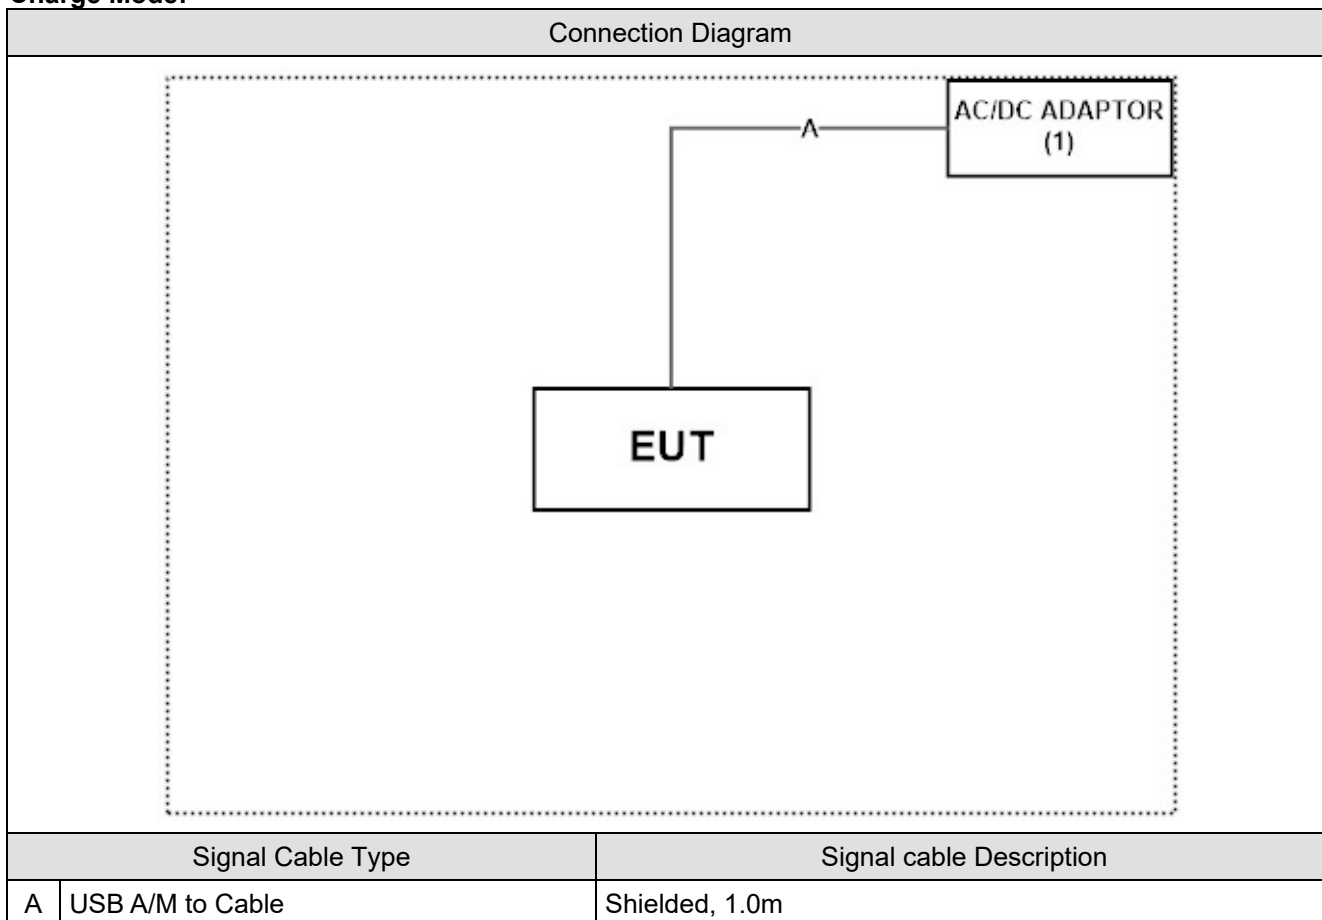 Charge Mode:
Connection Diagram
AC/DC ADAPTOR
(1)
A
EUT
Signal Cable Type
Signal cable Description
A
USB A/M to Cable
Shielded, 1.0m